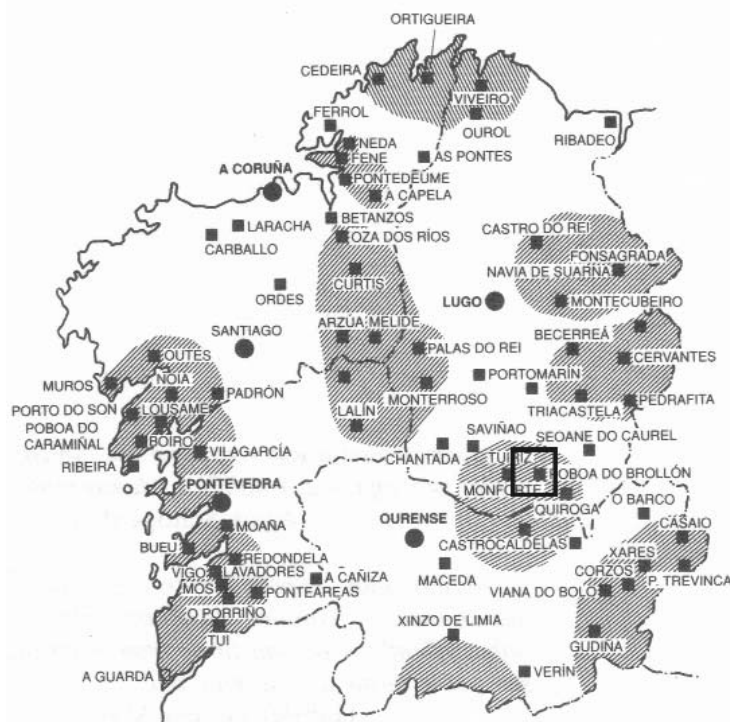 ORTIGUEIRA
CEDEIRA
VIVEIRO
FERROL
OUROL
RIBADEO
NEDA
FENE
AS PONTES
A CORUÑA
PONTEDEUME
A CAPELA
BETANZOS
LARACHA
CASTRO DO REI
CARBALLO
OZA DOS RÍOS
FONSAGRADA
NAVIA DE SUARNA
CURTIS
ORDES
LUGO
MONTECUBEIRO
ARZÚA
MELIDE
BECERREÁ
SANTIAGO
PALAS DO REI
OUTES
CERVANTES
PORTOMARÍN
MUROS
NOIA
PADRÓN
MONTERROSO
PORTO DO SON
LOUSAME
TRIACASTELA
PEDRAFITA
POBOA DO
CARAMIÑAL
LALÍN
SAVIÑAO
SEOANE DO CAUREL
BOIRO
VILAGARCÍA
CHANTADA
RIBEIRA
POBOA DO BROLLÓN
PONTEVEDRA
MONFORTE
QUIROGA
O BARCO
MOAÑA
OURENSE
CASAIO
BUEU
CASTROCALDELAS
REDONDELA
XARES
VIGO
LAVADORES
A CAÑIZA
MACEDA
CORZOS
P. TREVINCA
MOS
PONTEAREAS
VIANA DO BOLO
O PORRIÑO
XINZO DE LIMIA
TUI
GUDIÑA
A GUARDA
VERÍN